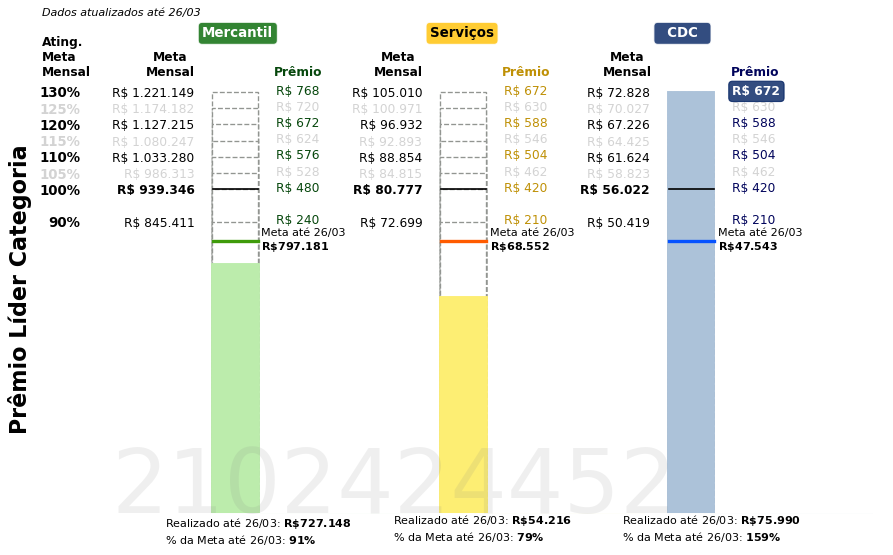 Dados atualizados até 26/03
Mercantil Serviços CDC
Ating.
Meta Mensal
Meta Mensal Prêmio Meta Mensal Prêmio Meta Mensal Prêmio
130% R$ 1.221.149 R$ 768 R$ 105.010 R$ 672 R$ 72.828 R$ 672
125% R$ 1.174.182 R$ 720 R$ 100.971 R$ 630 R$ 70.027 R$ 630
120% R$ 1.127.215 R$ 672 R$ 96.932 R$ 588 R$ 67.226 R$ 588
115% R$ 1.080.247 R$ 624 R$ 92.893 R$ 546 R$ 64.425 R$ 546
110% R$ 1.033.280 R$ 576 R$ 88.854 R$ 504 R$ 61.624 R$ 504
105% R$ 986.313 R$ 528 R$ 84.815 R$ 462 R$ 58.823 R$ 462
100% R$ 939.346 R$ 480 R$ 80.777 R$ 420 R$ 56.022 R$ 420
90% R$ 845.411 R$ 240 R$ 72.699 R$ 210 R$ 50.419 R$ 210
Meta até 26/03 Meta até 26/03 Meta até 26/03
R$797.181 R$68.552 R$47.543
Prêmio Líder Categoria
2102424452
Realizado até 26/03: R$727.148 Realizado até 26/03: R$54.216 Realizado até 26/03: R$75.990
% da Meta até 26/03: 91% % da Meta até 26/03: 79% % da Meta até 26/03: 159%